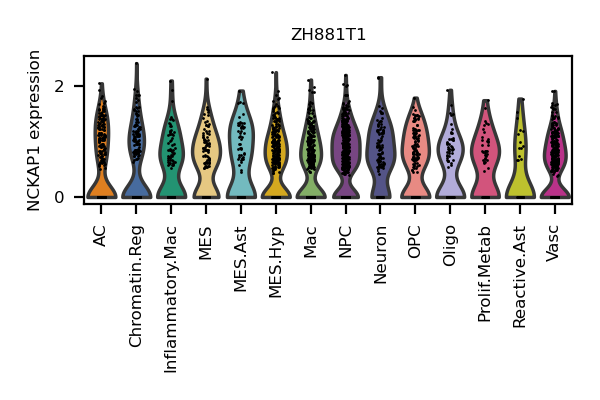 ZH881T1
NCKAP1 expression
2
0
AC
Chromatin.Reg
Inflammatory.Mac
MES
MES.Ast
MES.Hyp
Mac
NPC
Neuron
OPC
Oligo
Prolif.Metab
Reactive.Ast
Vasc